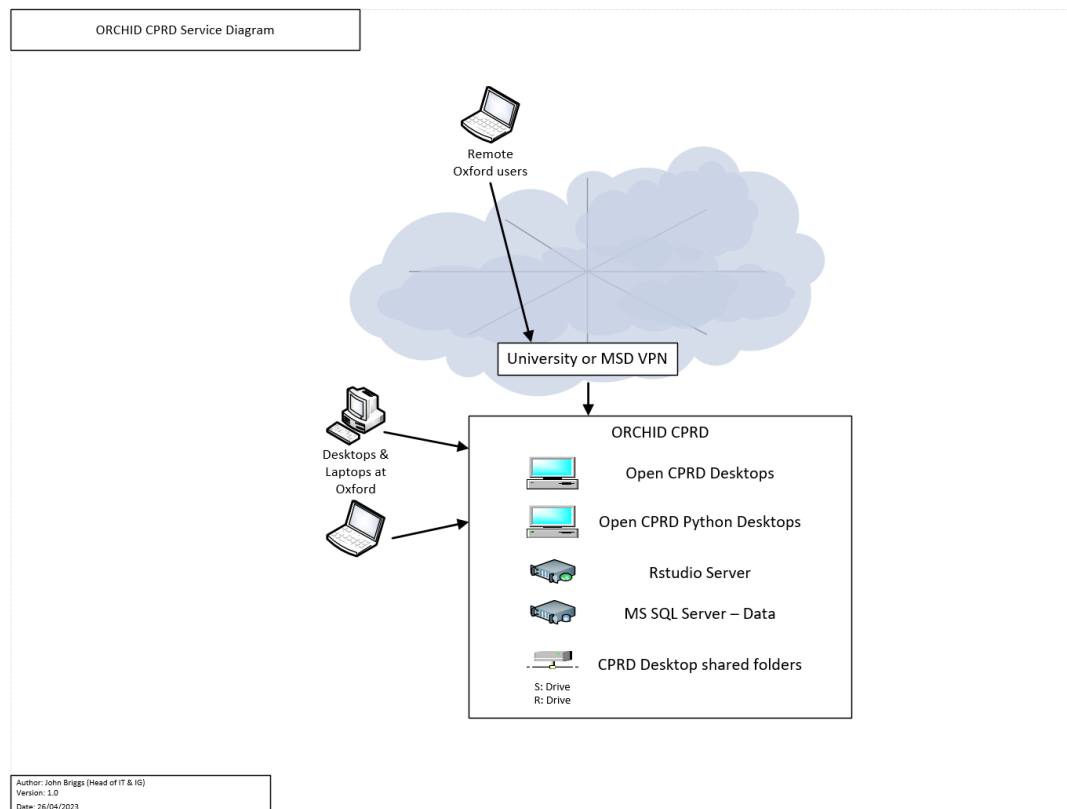 ORCHID CPRD Service Diagram
Remote
Oxford users
University or MSD VPN
Desktops &
Laptops at
Oxford
ORCHID CPRD
Open CPRD Desktops
Open CPRD Python Desktops
Rstudio Server
MS SQL Server – Data
CPRD Desktop shared folders
S: Drive
R: Drive
Author: John Briggs (Head of IT & IG)
Version: 1.0
Date: 26/04/2023